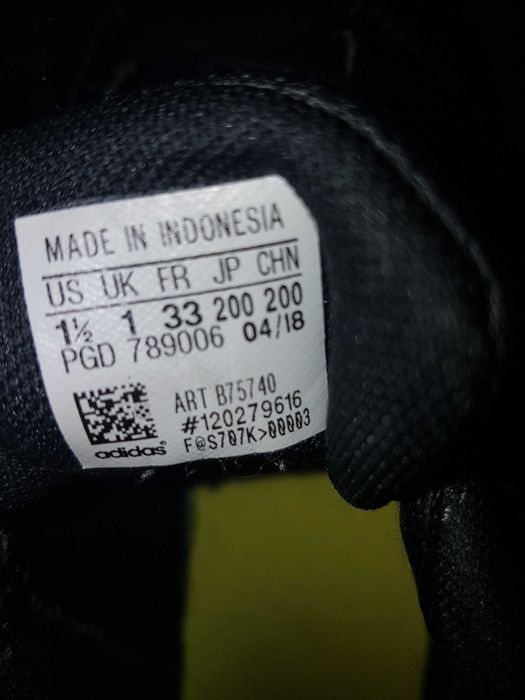 MADE IN INDONESIA
US UK FR JP CHN
1½ 1 33 200 200
PGD 789006 04/18
ART B75740
#120279616
F@S707K>00003
adidas